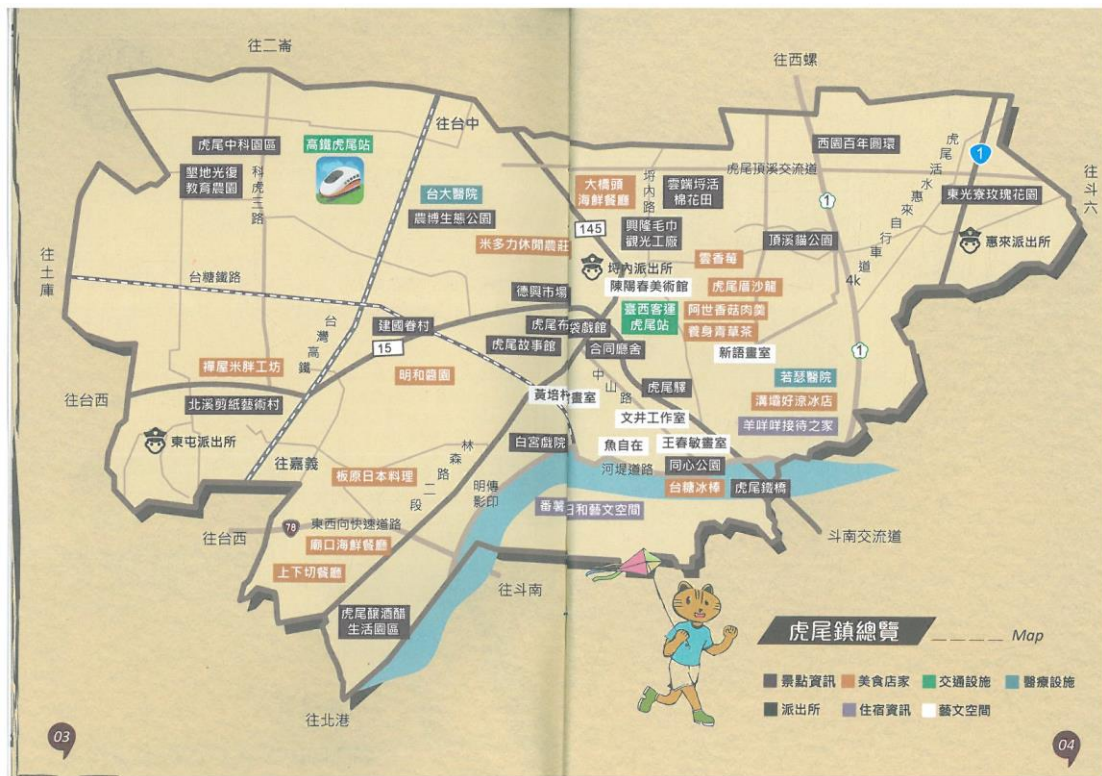 往二崙
往西螺
往台中
虎尾中科園區
高鐵虎尾站
墾地光復
教育農園
科虎三路
台大醫院
農博生態公園
米多力休閒農莊
145
大橋頭
海鮮餐廳
埒內路
雲端埒活
棉花田
興隆毛巾
觀光工廠
虎尾頂溪交流道
西園百年圓環
虎尾活水惠來自行車道
4k
1
1
1
東光寮玫瑰花園
往斗六
惠來派出所
頂溪貓公園
雲香莓
埒內派出所
陳陽春美術館
虎尾厝沙龍
往土庫
台糖鐵路
德興市場
臺西客運
虎尾站
阿世香菇肉羹
養身青草茶
建國眷村
15
虎尾布袋戲館
虎尾故事館
合同廳舍
新語畫室
台灣高鐵
禪屋米胖工坊
明和農園
中山路
虎尾驛
若瑟醫院
溝壩好涼冰店
羊咩咩接待之家
往台西
北溪剪紙藝術村
文井工作室
東屯派出所
白宮戲院
魚自在
王春敏畫室
往嘉義
板原日本料理
林森路二段
河堤道路
同心公園
台糖冰棒
虎尾鐵橋
明傳
影印
日和藝文空間
往台西
78
東西向快速道路
廟口海鮮餐廳
上下切餐廳
斗南交流道
往斗南
虎尾釀酒醋
生活園區
往北港
虎尾鎮總覽 Map
景點資訊 美食店家 交通設施 醫療設施
派出所 住宿資訊 藝文空間
03
04